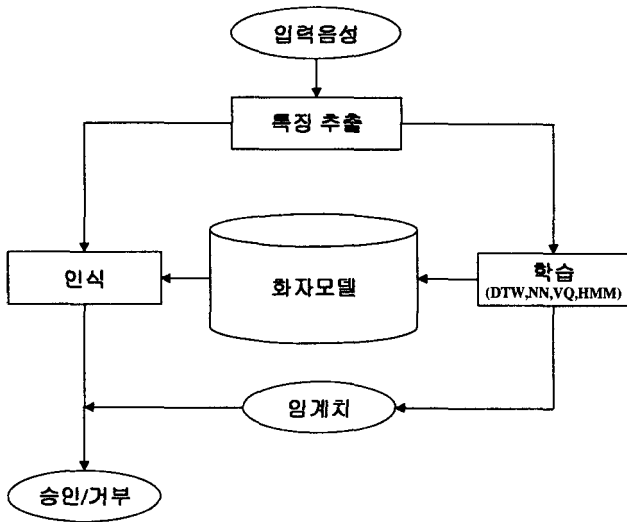 입력음성
특징 추출
인식
화자모델
학습
(DTW,NN,VQ,HMM)
임계치
승인/거부